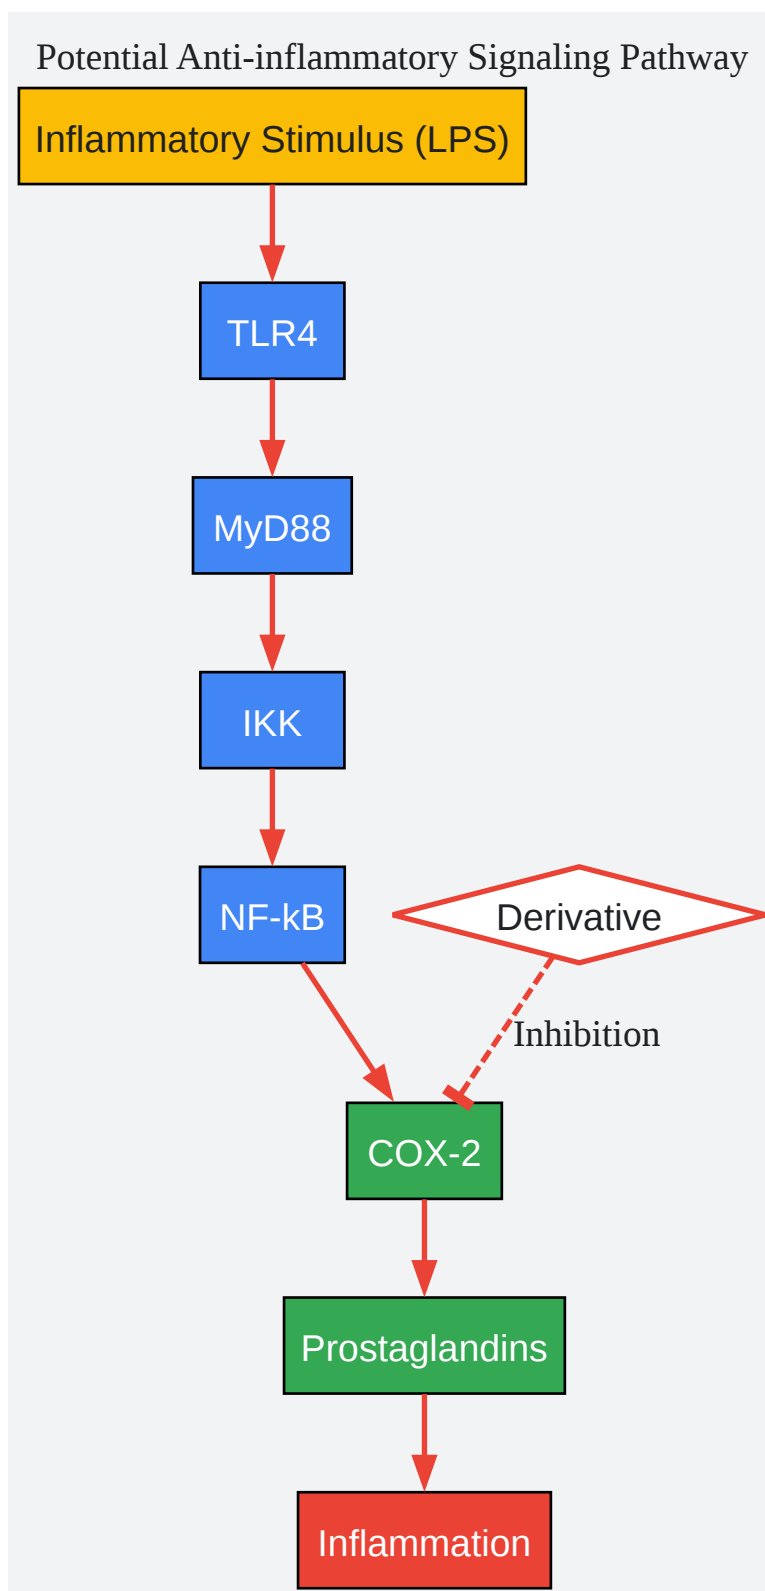 Potential Anti-inflammatory Signaling Pathway
Inflammatory Stimulus (LPS)
TLR4
MyD88
IKK
NF-kB
Derivative
Inhibition
COX-2
Prostaglandins
Inflammation